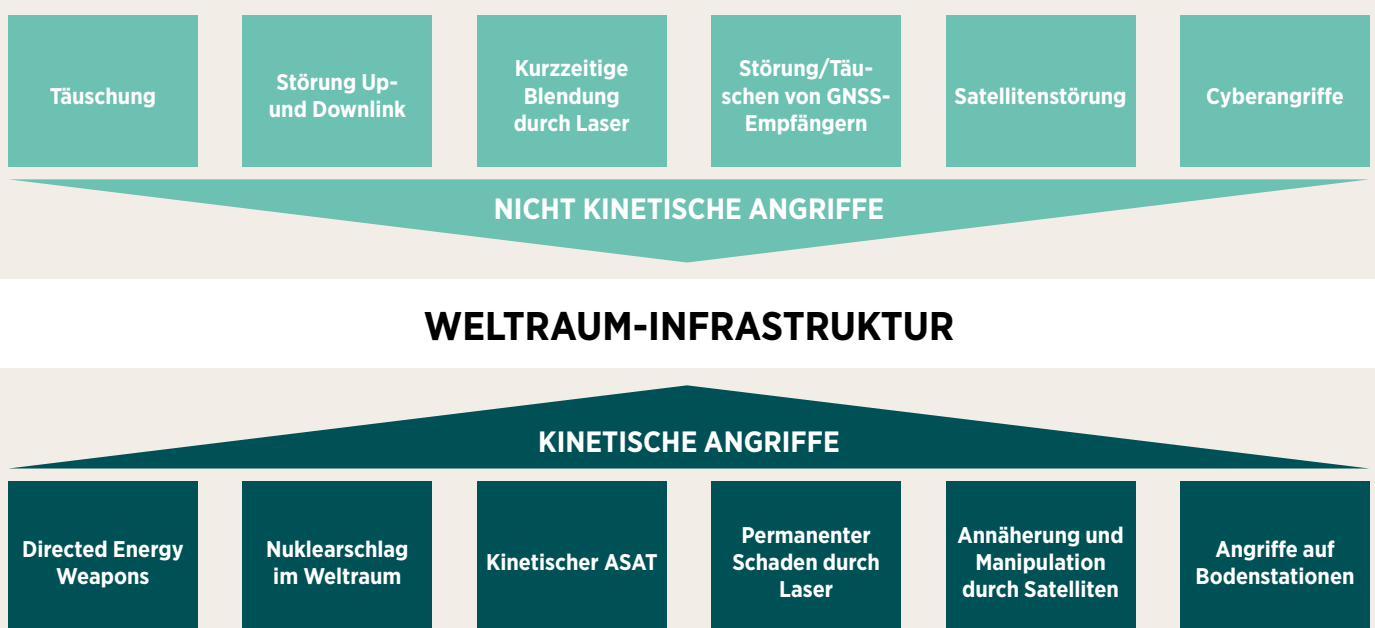 Täuschung
Störung Up-
und Downlink
Kurzzeitige
Blendung
durch Laser
Störung/Täu-
schen von GNSS-
Empfängern
Satellitenstörung
Cyberangriffe
NICHT KINETISCHE ANGRIFFE
WELTRAUM-INFRASTRUKTUR
KINETISCHE ANGRIFFE
Directed Energy
Weapons
Nuklearschlag
im Weltraum
Kinetischer ASAT
Permanenter
Schaden durch
Laser
Annäherung und
Manipulation
durch Satelliten
Angriffe auf
Bodenstationen